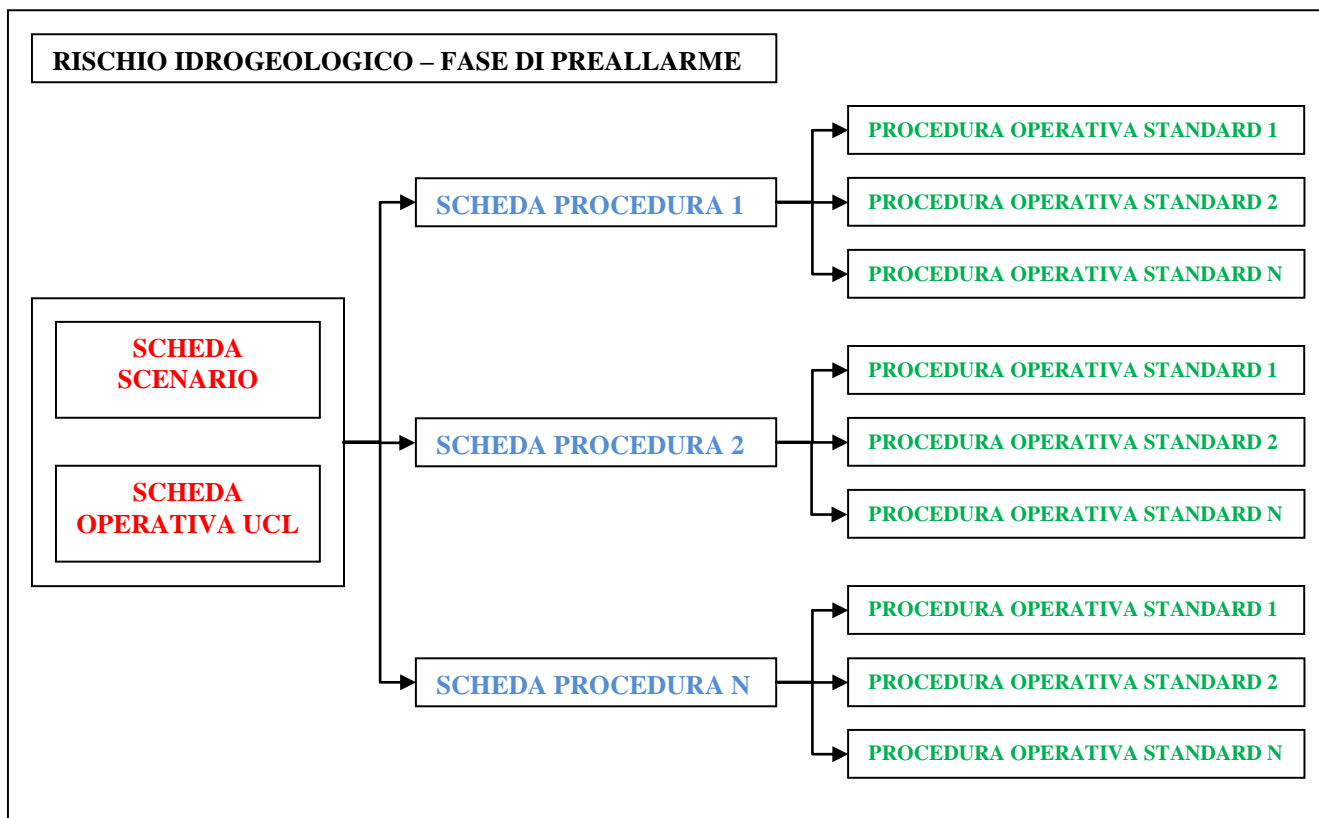 RISCHIO IDROGEOLOGICO – FASE DI PREALLARME
PROCEDURA OPERATIVA STANDARD 1
SCHEDA PROCEDURA 1
PROCEDURA OPERATIVA STANDARD 2
PROCEDURA OPERATIVA STANDARD N
SCHEDA
SCENARIO
SCHEDA
OPERATIVA UCL
PROCEDURA OPERATIVA STANDARD 1
SCHEDA PROCEDURA 2
PROCEDURA OPERATIVA STANDARD 2
PROCEDURA OPERATIVA STANDARD N
PROCEDURA OPERATIVA STANDARD 1
SCHEDA PROCEDURA N
PROCEDURA OPERATIVA STANDARD 2
PROCEDURA OPERATIVA STANDARD N